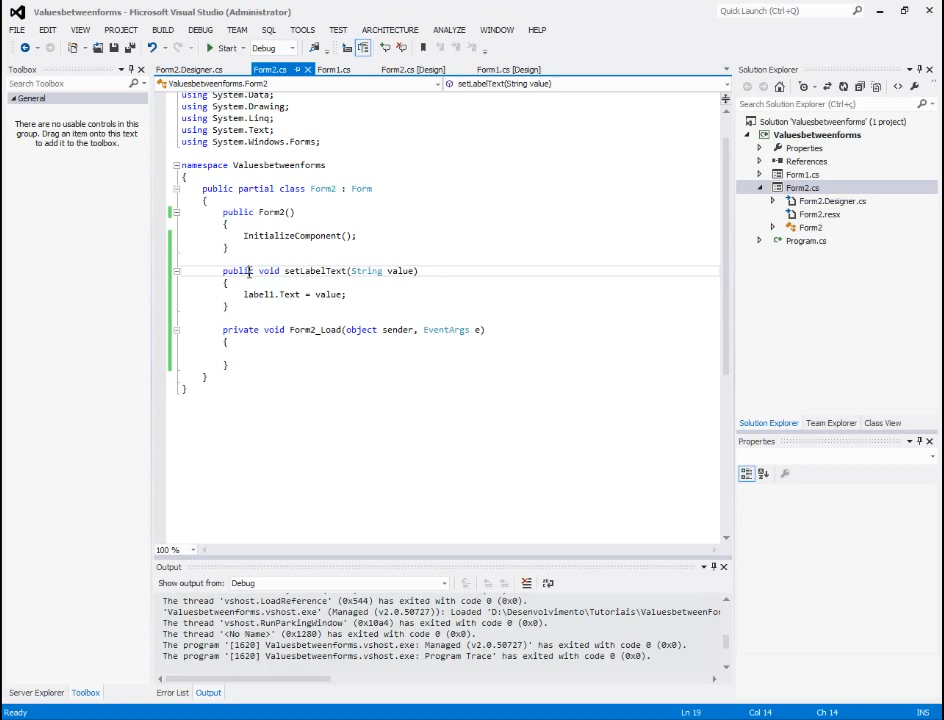 Valuesbetweenforms - Microsoft Visual Studio (Administrator)
Quick Launch (Ctrl+Q)
FILE EDIT VIEW PROJECT BUILD DEBUG TEAM SQL TOOLS TEST ARCHITECTURE ANALYZE WINDOW HELP
Start Debug
Toolbox
Search Toolbox
General
There are no usable controls in this
group. Drag an item onto this text
to add it to the toolbox.
Form2.Designer.cs Form2.cs Form1.cs Form2.cs [Design] Form1.cs [Design]
Valuesbetweenforms.Form2 setLabelText(String value)
using System.Data;
using System.Drawing;
using System.Linq;
using System.Text;
using System.Windows.Forms;
namespace Valuesbetweenforms
{
public partial class Form2 : Form
{
public Form2()
{
InitializeComponent();
}
public void setLabelText(String value)
{
label1.Text = value;
}
private void Form2_Load(object sender, EventArgs e)
{
}
}
}
100 %
Output
Show output from: Debug
The thread 'vshost.LoadReference' (0x544) has exited with code 0 (0x0).
'Valuesbetweenforms.vshost.exe' (Managed (v2.0.50727)): Loaded 'D:\Desenvolvimento\Tutoriais\ValuesbetweenFor
The thread 'vshost.RunParkingWindow' (0x10a4) has exited with code 0 (0x0).
The thread '<No Name>' (0x1280) has exited with code 0 (0x0).
The program '[1620] Valuesbetweenforms.vshost.exe: Managed (v2.0.50727)' has exited with code 0 (0x0).
The program '[1620] Valuesbetweenforms.vshost.exe: Program Trace' has exited with code 0 (0x0).
Server Explorer Toolbox
Error List Output
Solution Explorer
Search Solution Explorer (Ctrl+ç)
Solution 'Valuesbetweenforms' (1 project)
Valuesbetweenforms
Properties
References
Form1.cs
Form2.cs
Form2.Designer.cs
Form2.resx
Form2
Program.cs
Solution Explorer Team Explorer Class View
Properties
Ready Ln 19 Col 14 Ch 14 INS